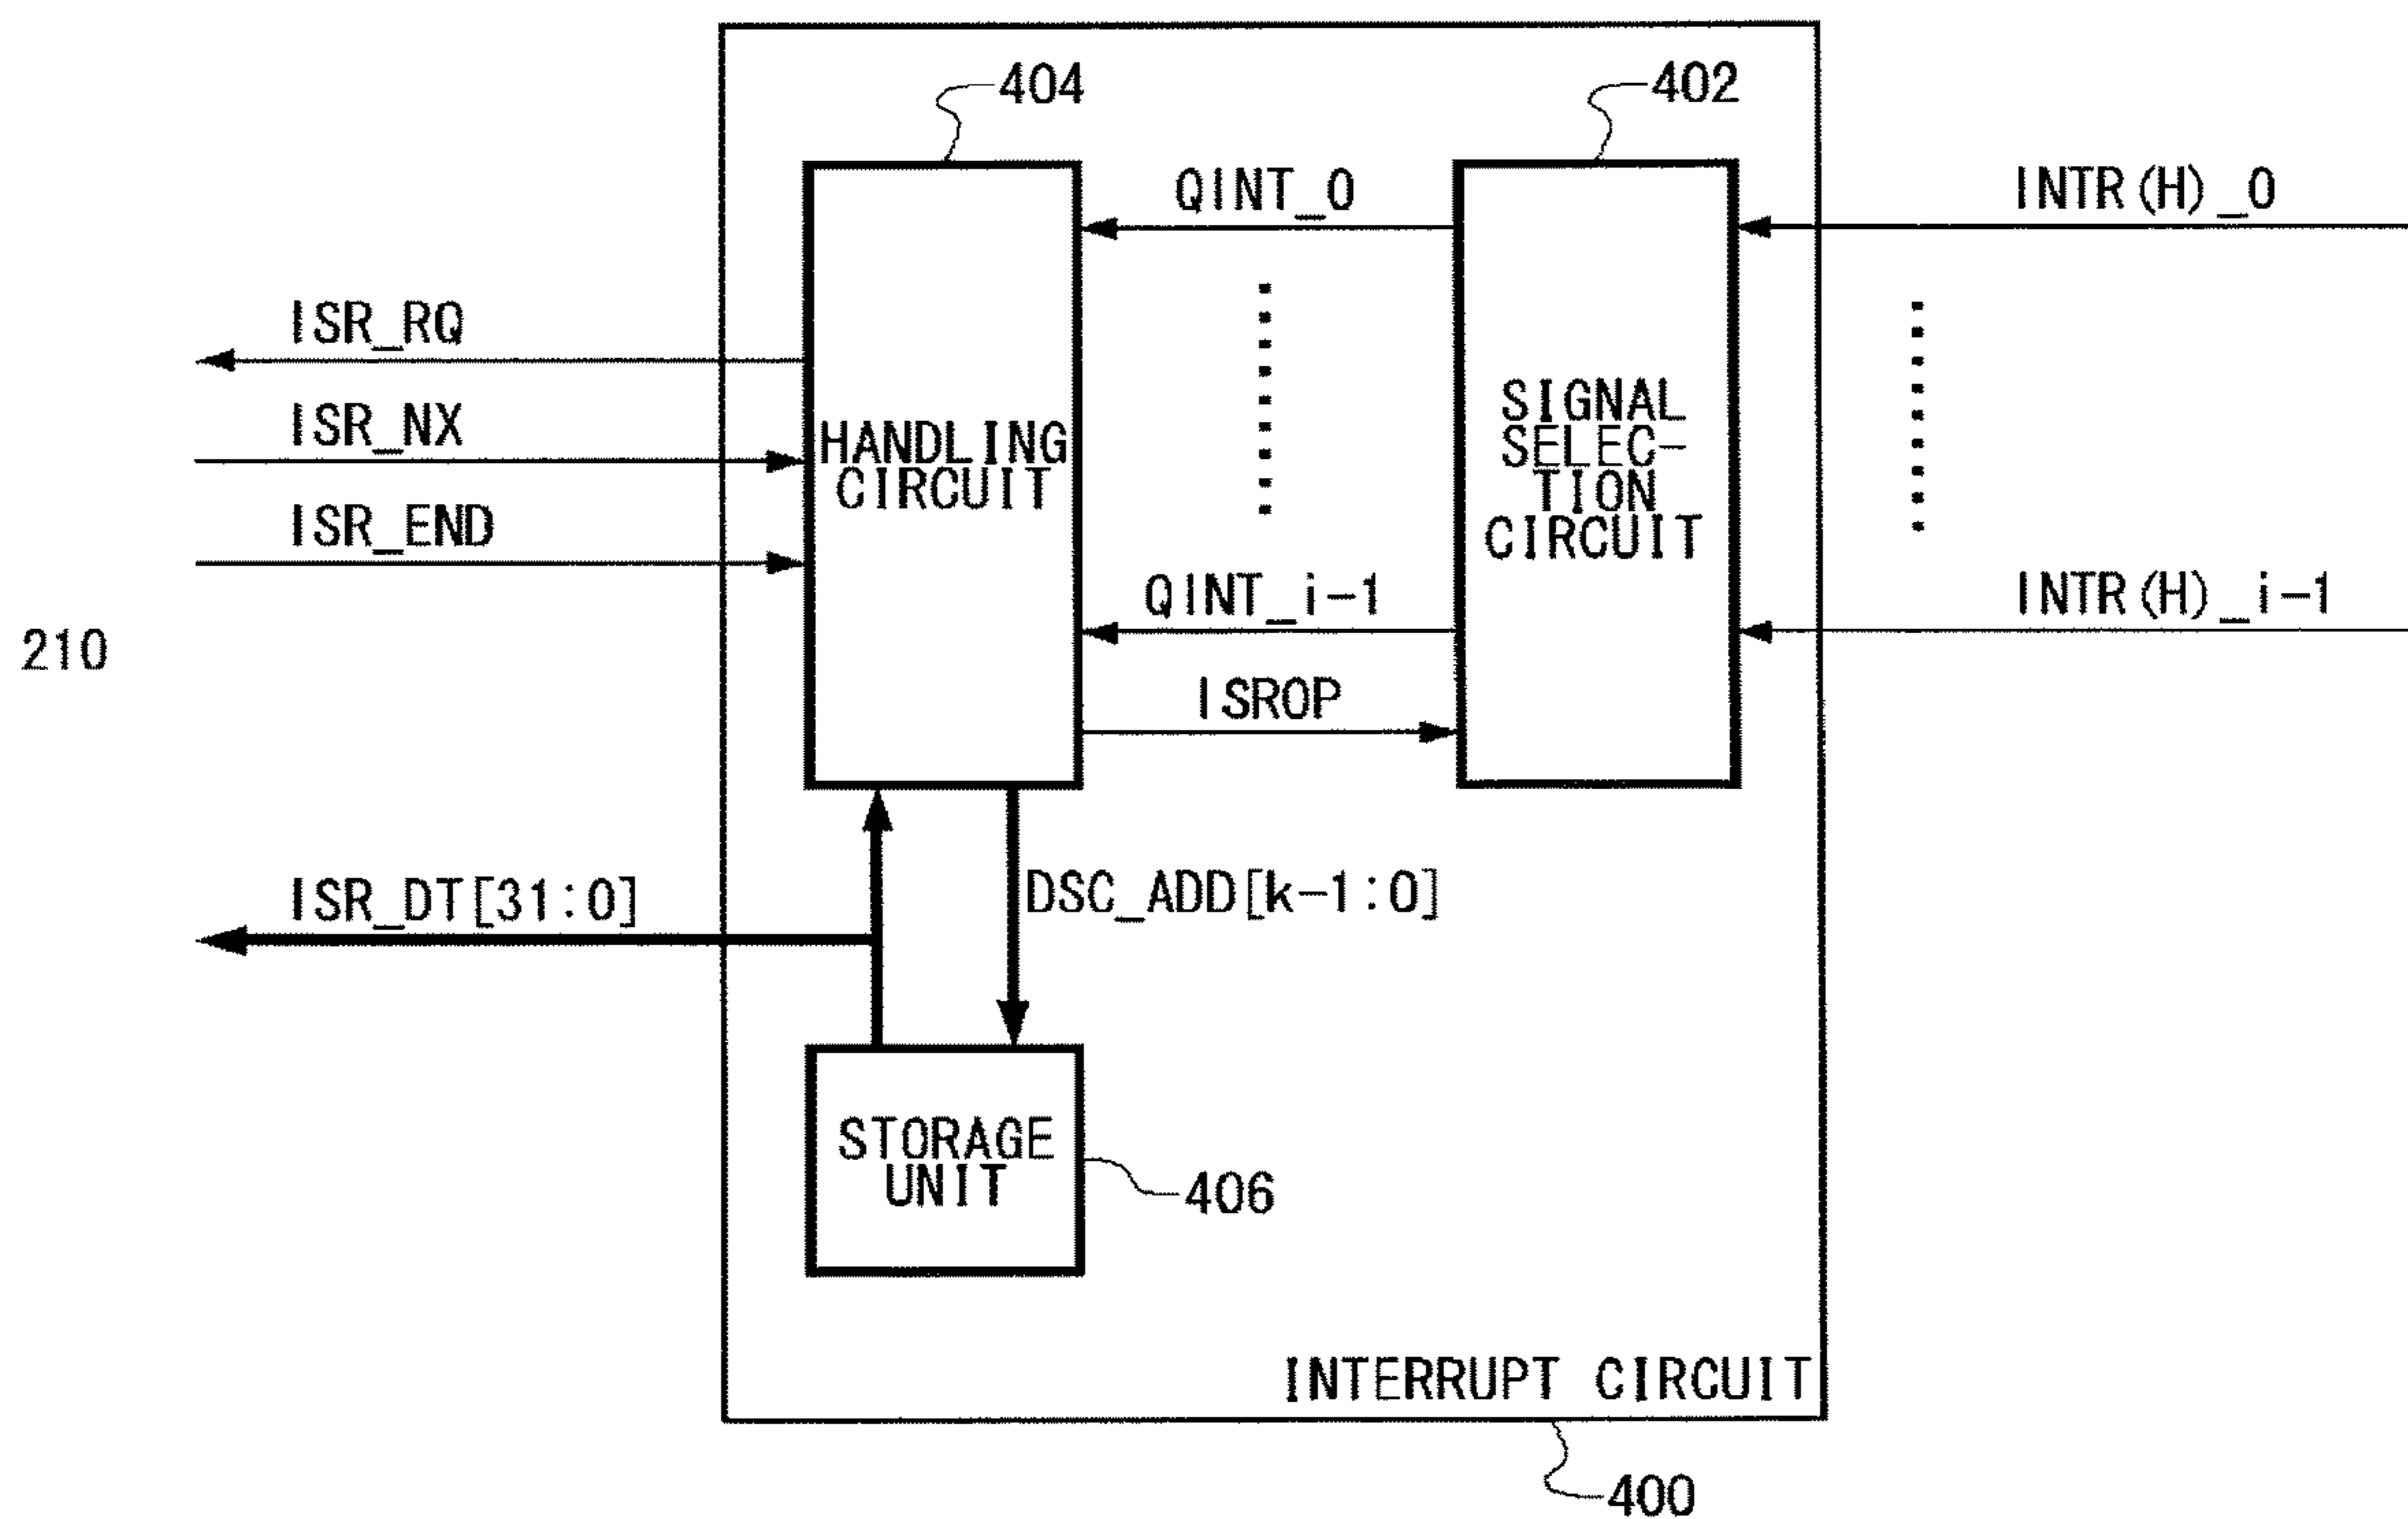 404
402
QINT_0
INTR(H)_0
ISR_RQ
ISR_NX
ISR_END
HANDLING
CIRCUIT
SIGNAL
SELEC-
TION
CIRCUIT
QINT_i-1
INTR(H)_i-1
210
ISROP
ISR_DT[31:0]
DSC_ADD[k-1:0]
STORAGE
UNIT
406
INTERRUPT CIRCUIT
400